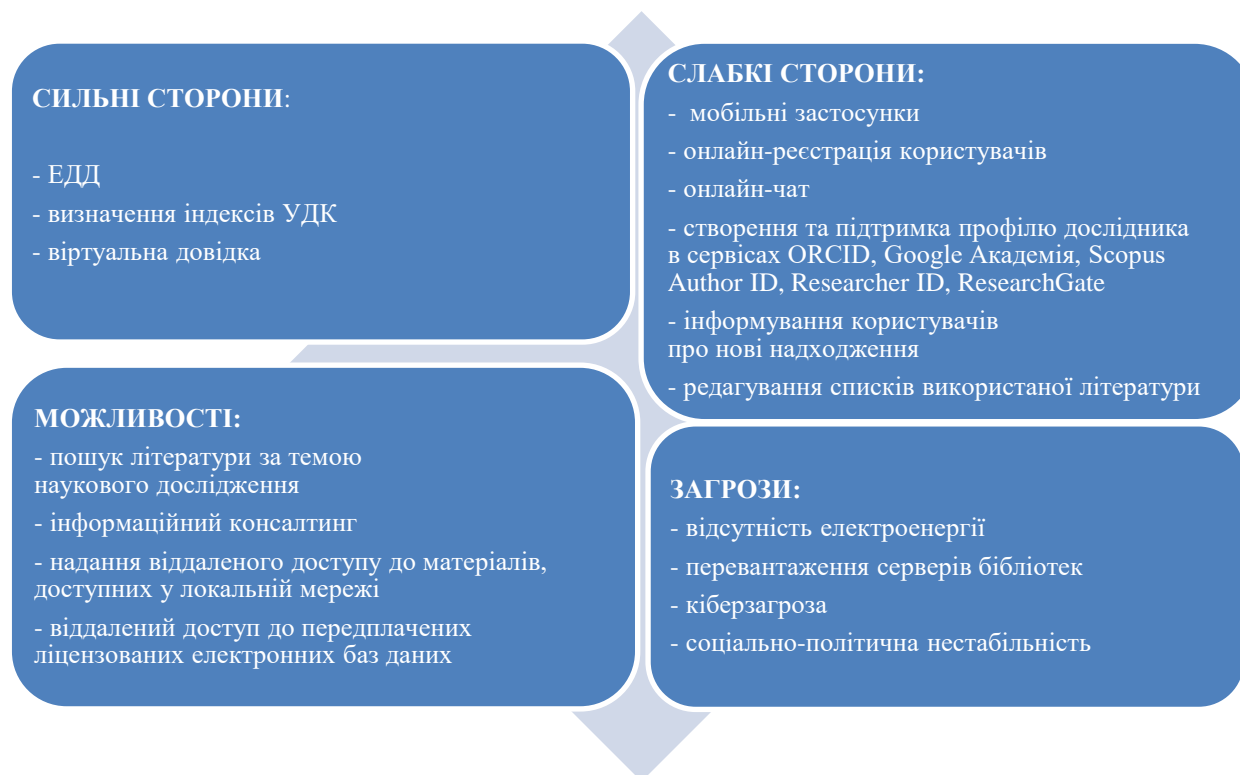 СИЛЬНІ СТОРОНИ:
- ЕДД
- визначення індексів УДК
- віртуальна довідка
СЛАБКІ СТОРОНИ:
- мобільні застосунки
- онлайн-реєстрація користувачів
- онлайн-чат
- створення та підтримка профілю дослідника
в сервісах ORCID, Google Академія, Scopus
Author ID, Researcher ID, ResearchGate
- інформування користувачів
про нові надходження
- редагування списків використаної літератури
МОЖЛИВОСТІ:
- пошук літератури за темою
наукового дослідження
- інформаційний консалтинг
- надання віддаленого доступу до матеріалів,
доступних у локальній мережі
- віддалений доступ до передплачених
ліцензованих електронних баз даних
ЗАГРОЗИ:
- відсутність електроенергії
- перевантаження серверів бібліотек
- кіберзагроза
- соціально-політична нестабільність